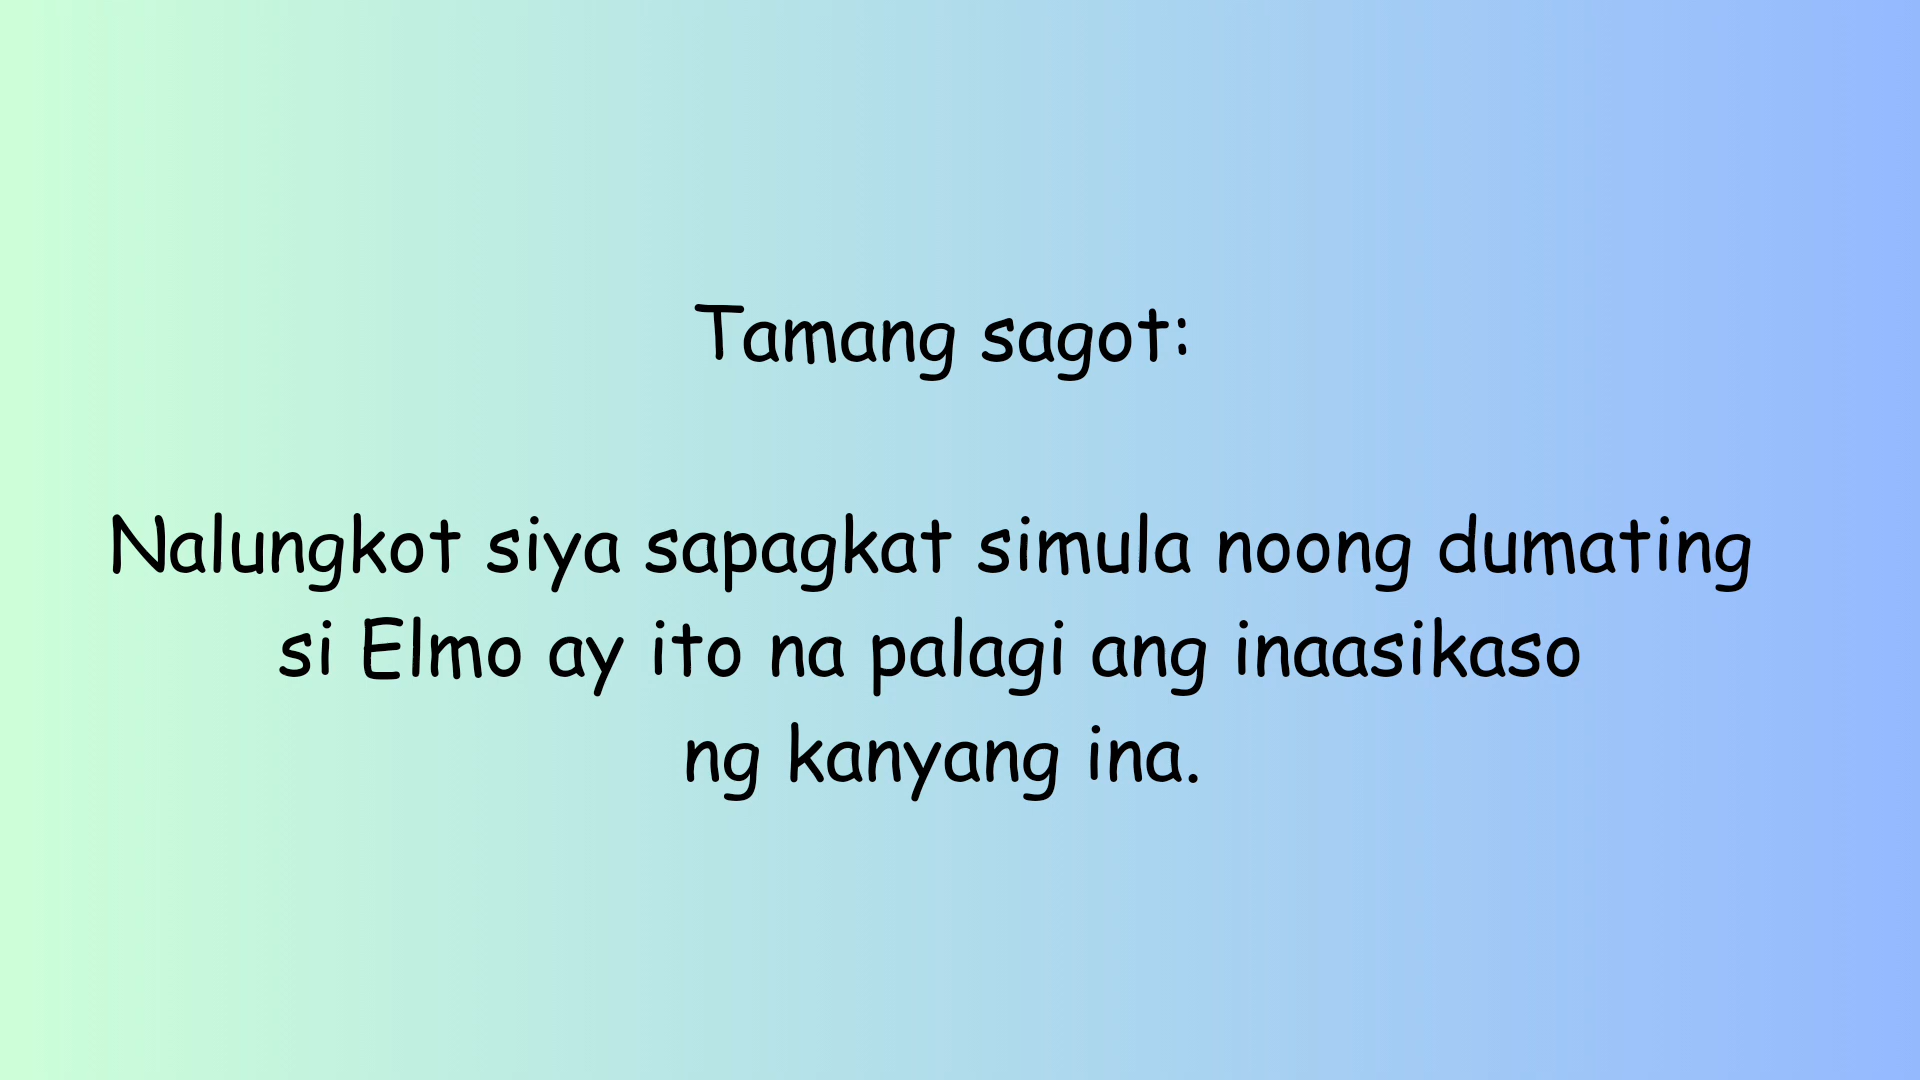 Tamang sagot:
Nalungkot siya sapagkat simula noong dumating
si Elmo ay ito na palagi ang inaasikaso
ng kanyang ina.